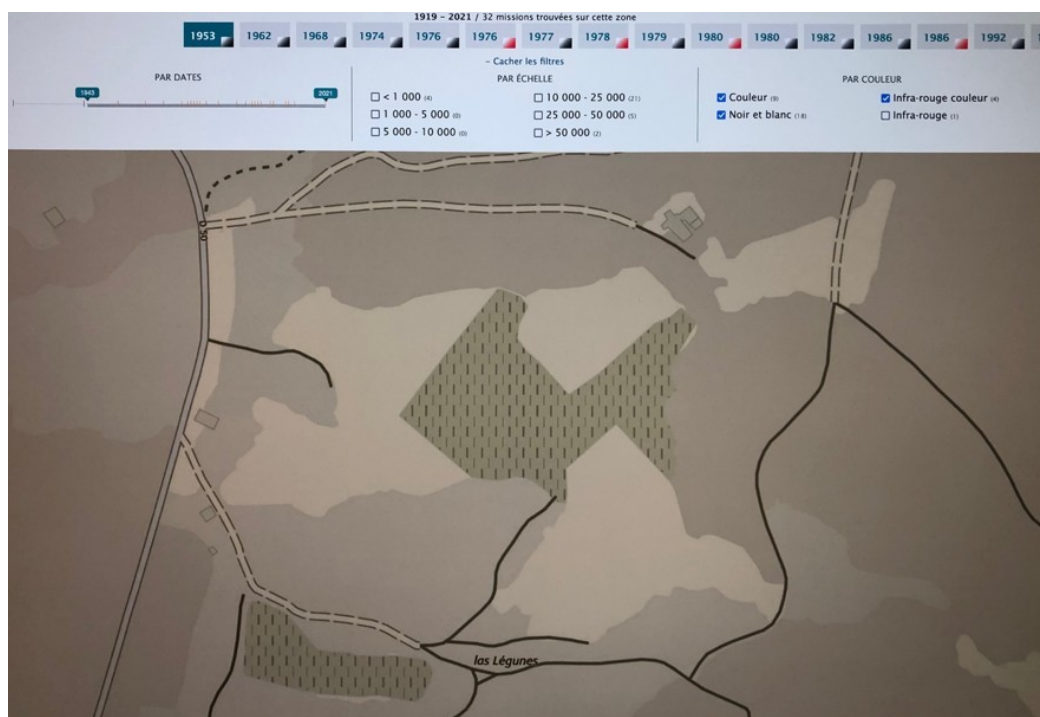 1919 – 2021 / 32 missions trouvées sur cette zone
1953 1962 1968 1974 1976 1976 1977 1978 1979 1980 1980 1982 1986 1986 1992
– Cacher les filtres
PAR DATES
1943 2021
PAR ÉCHELLE
< 1 000 (4)
1 000 - 5 000 (0)
5 000 - 10 000 (0)
10 000 - 25 000 (21)
25 000 - 50 000 (5)
> 50 000 (2)
PAR COULEUR
Couleur (9)
Noir et blanc (18)
Infra-rouge couleur (4)
Infra-rouge (1)
D 50
las Légunes